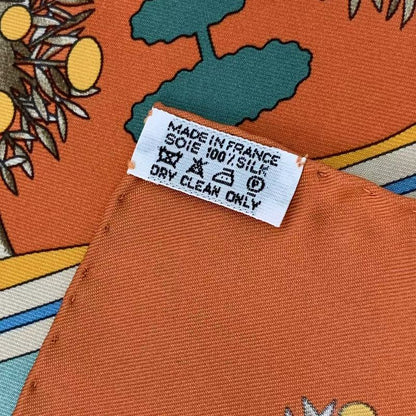 MADE IN FRANCE
SOIE 100% SILK
P
DRY CLEAN ONLY